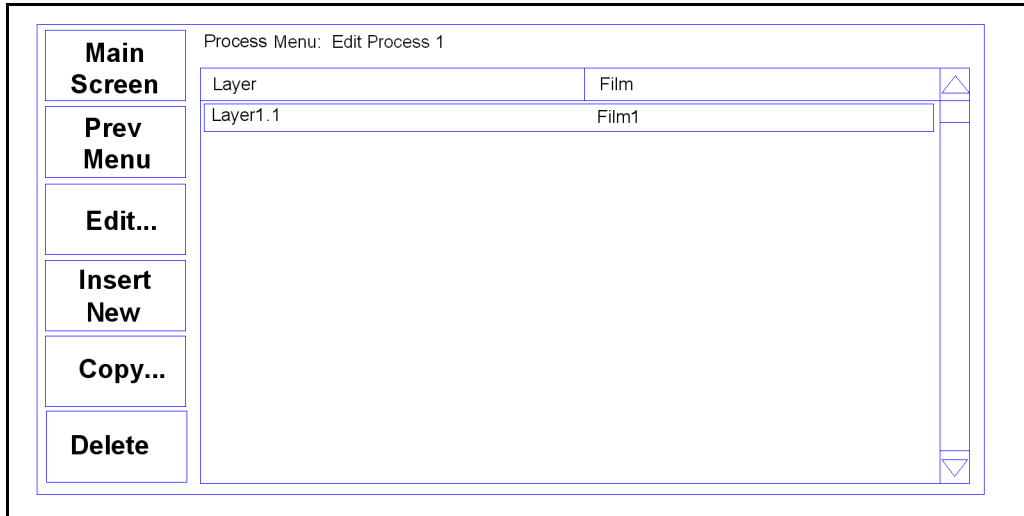 Main
Screen
Prev
Menu
Edit...
Insert
New
Copy...
Delete
Process Menu: Edit Process 1
Layer Film
Layer1.1 Film1